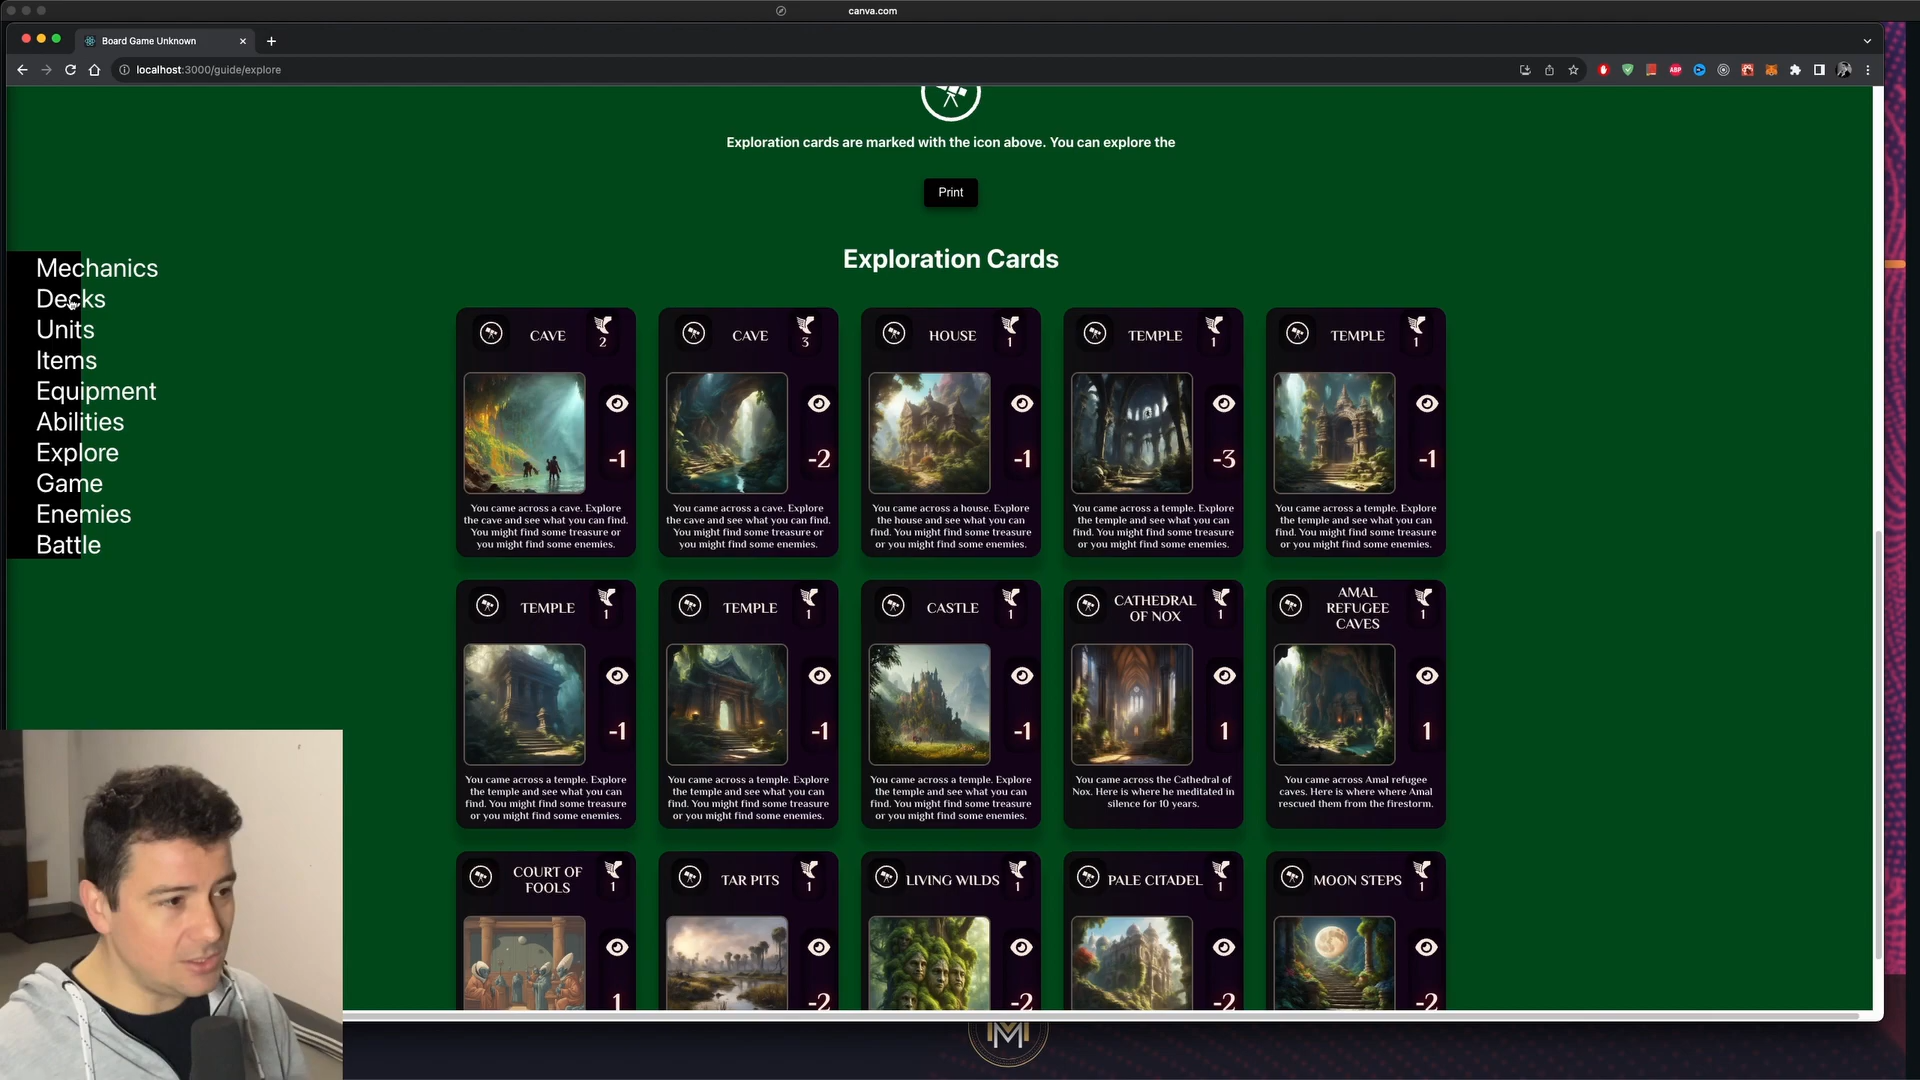 canva.com
Board Game Unknown
localhost:3000/guide/explore
ABP
Exploration cards are marked with the icon above. You can explore the
Print
Exploration Cards
Mechanics
Decks
Units
Items
Equipment
Abilities
Explore
Game
Enemies
Battle
CAVE
2
-1
You came across a cave. Explore
the cave and see what you can find.
You might find some treasure or
you might find some enemies.
CAVE
3
-2
You came across a cave. Explore
the cave and see what you can find.
You might find some treasure or
you might find some enemies.
HOUSE
1
-1
You came across a house. Explore
the house and see what you can
find. You might find some treasure
or you might find some enemies.
TEMPLE
1
-3
You came across a temple. Explore
the temple and see what you can
find. You might find some treasure
or you might find some enemies.
TEMPLE
1
-1
You came across a temple. Explore
the temple and see what you can
find. You might find some treasure
or you might find some enemies.
TEMPLE
1
-1
You came across a temple. Explore
the temple and see what you can
find. You might find some treasure
or you might find some enemies.
TEMPLE
1
-1
You came across a temple. Explore
the temple and see what you can
find. You might find some treasure
or you might find some enemies.
CASTLE
1
-1
You came across a temple. Explore
the temple and see what you can
find. You might find some treasure
or you might find some enemies.
CATHEDRAL
OF NOX
1
1
You came across the Cathedral of
Nox. Here is where he meditated in
silence for 10 years.
AMAL
REFUGEE
CAVES
1
1
You came across Amal refugee
caves. Here is where where Amal
rescued them from the firestorm.
COURT OF
FOOLS
1
1
TAR PITS
1
-2
LIVING WILDS
1
-2
PALE CITADEL
1
-2
MOON STEPS
1
-2
M